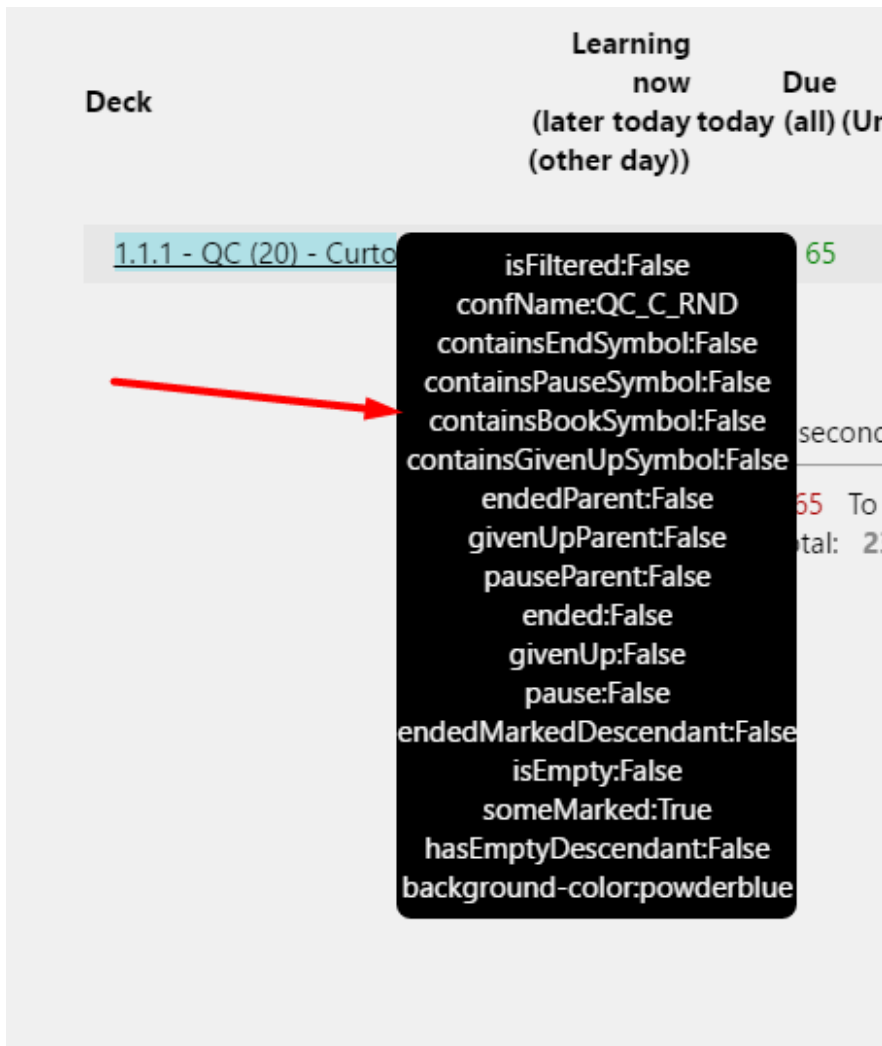 Learning
now Due
Deck
(later today today (all) (Ur
(other day))
1.1.1 - QC (20) - Curto 65
isFiltered:False
confName:QC_C_RND
containsEndSymbol:False
containsPauseSymbol:False
containsBookSymbol:False
second
containsGivenUpSymbol:False
endedParent:False
65 To
givenUpParent:False
tal: 2
pauseParent:False
ended:False
givenUp:False
pause:False
endedMarkedDescendant:False
isEmpty:False
someMarked:True
hasEmptyDescendant:False
background-color:powderblue